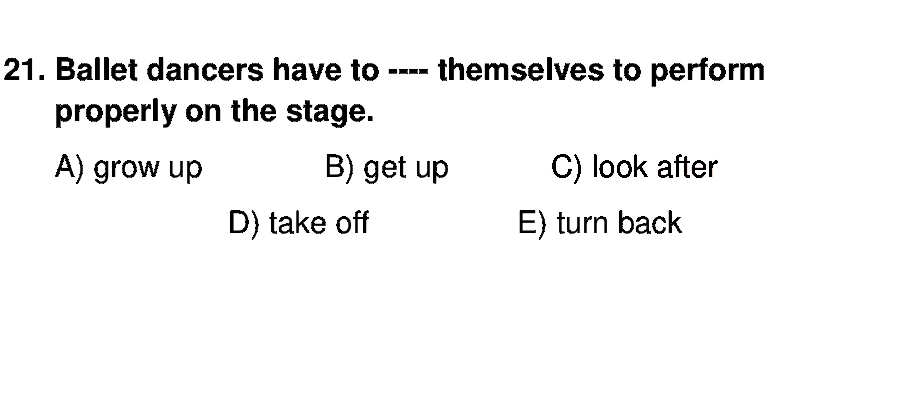 21. Ballet dancers have to ---- themselves to perform
properly on the stage.
A) grow up B) get up C) look after
D) take off E) turn back